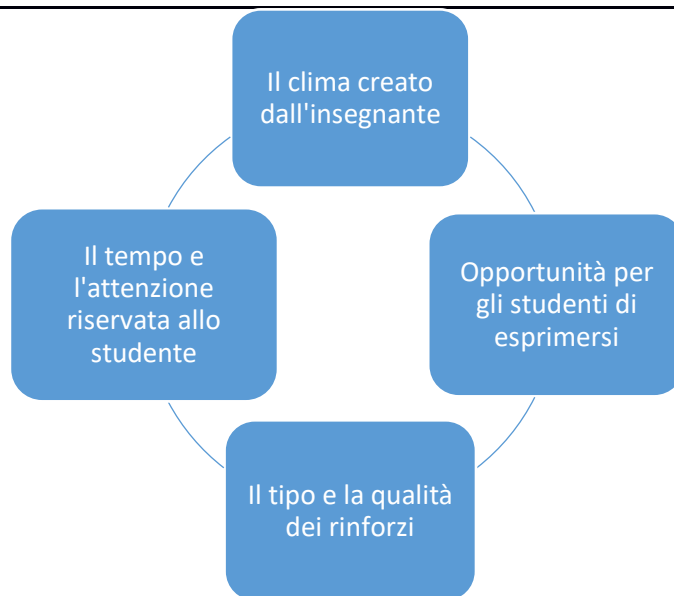 Il clima creato
dall'insegnante
Opportunità per
gli studenti di
esprimersi
Il tipo e la qualità
dei rinforzi
Il tempo e
l'attenzione
riservata allo
studente